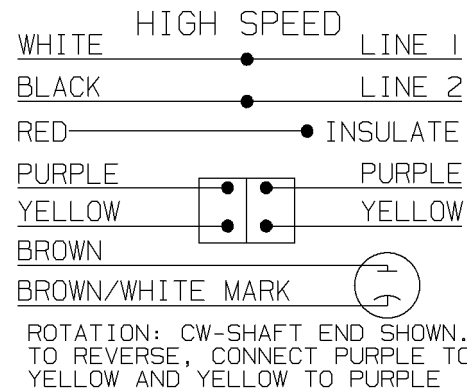 HIGH SPEED
WHITE LINE 1
BLACK LINE 2
RED INSULATE
PURPLE PURPLE
YELLOW YELLOW
BROWN
BROWN/WHITE MARK
ROTATION: CW-SHAFT END SHOWN.
TO REVERSE, CONNECT PURPLE TO
YELLOW AND YELLOW TO PURPLE